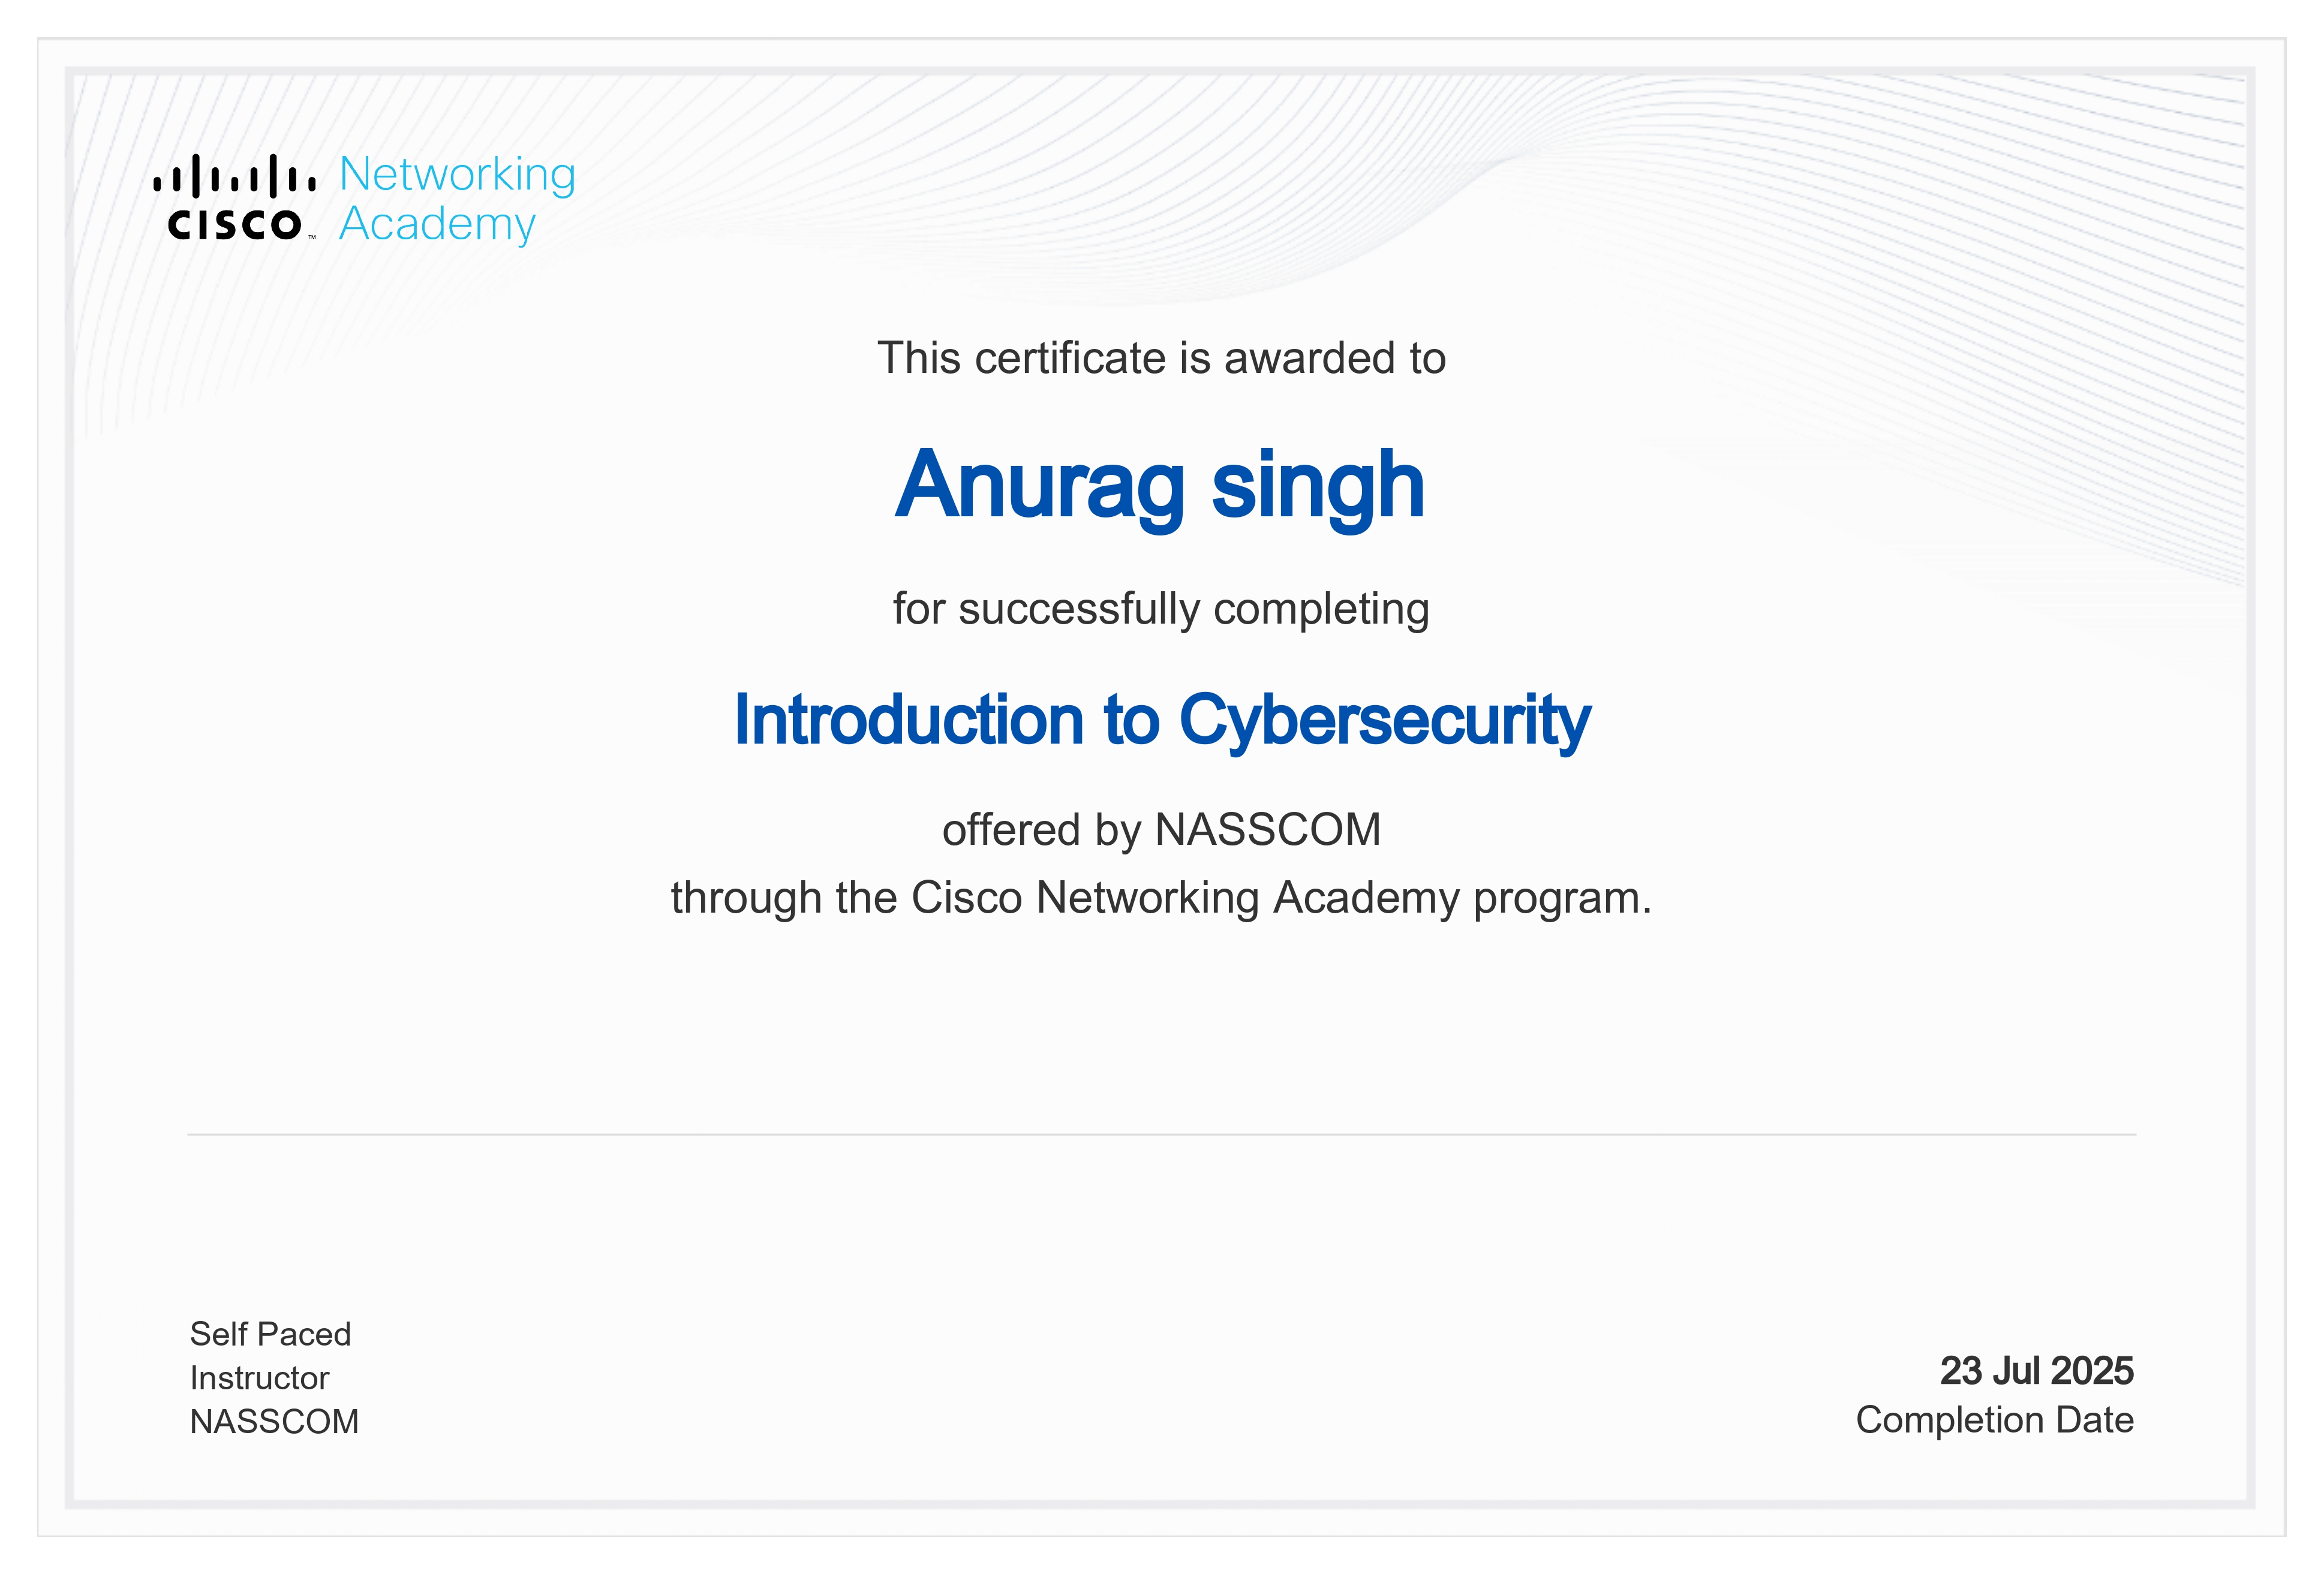 CISCO™ Networking
Academy
This certificate is awarded to
Anurag singh
for successfully completing
Introduction to Cybersecurity
offered by NASSCOM
through the Cisco Networking Academy program.
Self Paced
Instructor
NASSCOM
23 Jul 2025
Completion Date